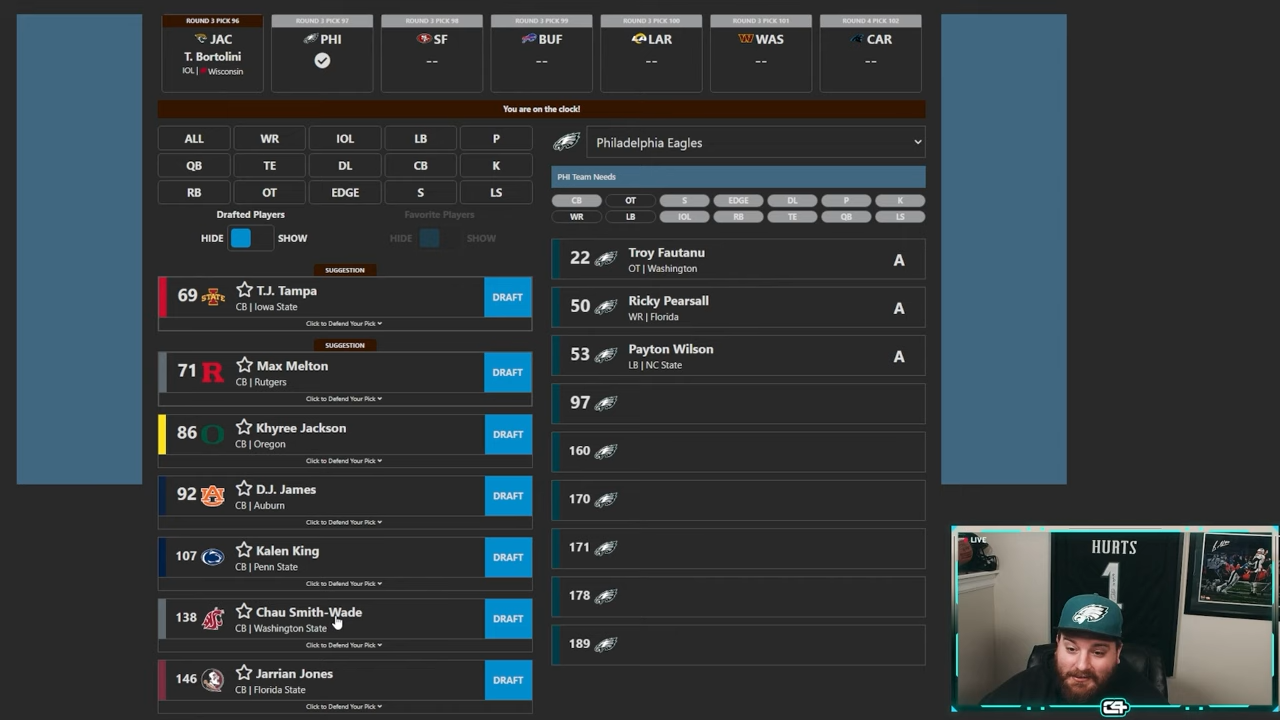 ROUND 3 PICK 96
JAC
T. Bortolini
IOL | Wisconsin
ROUND 3 PICK 97
PHI
ROUND 3 PICK 98
SF
--
ROUND 3 PICK 99
BUF
--
ROUND 3 PICK 100
LAR
--
ROUND 3 PICK 101
WAS
--
ROUND 4 PICK 102
CAR
--
You are on the clock!
ALL WR IOL LB P
QB TE DL CB K
RB OT EDGE S LS
Drafted Players Favorite Players
HIDE SHOW HIDE SHOW
SUGGESTION
69 STATE T.J. Tampa DRAFT
CB | Iowa State
Click to Defend Your Pick
SUGGESTION
71 R Max Melton DRAFT
CB | Rutgers
Click to Defend Your Pick
86 O Khyree Jackson DRAFT
CB | Oregon
Click to Defend Your Pick
92 D.J. James DRAFT
CB | Auburn
Click to Defend Your Pick
107 Kalen King DRAFT
CB | Penn State
Click to Defend Your Pick
138 Chau Smith-Wade DRAFT
CB | Washington State
Click to Defend Your Pick
146 Jarrian Jones DRAFT
CB | Florida State
Click to Defend Your Pick
Philadelphia Eagles
PHI Team Needs
CB OT S EDGE DL P K
WR LB IOL RB TE QB LS
22 Troy Fautanu A
OT | Washington
50 Ricky Pearsall A
WR | Florida
53 Payton Wilson A
LB | NC State
97
160
170
171
178
189
LIVE
HURTS
1